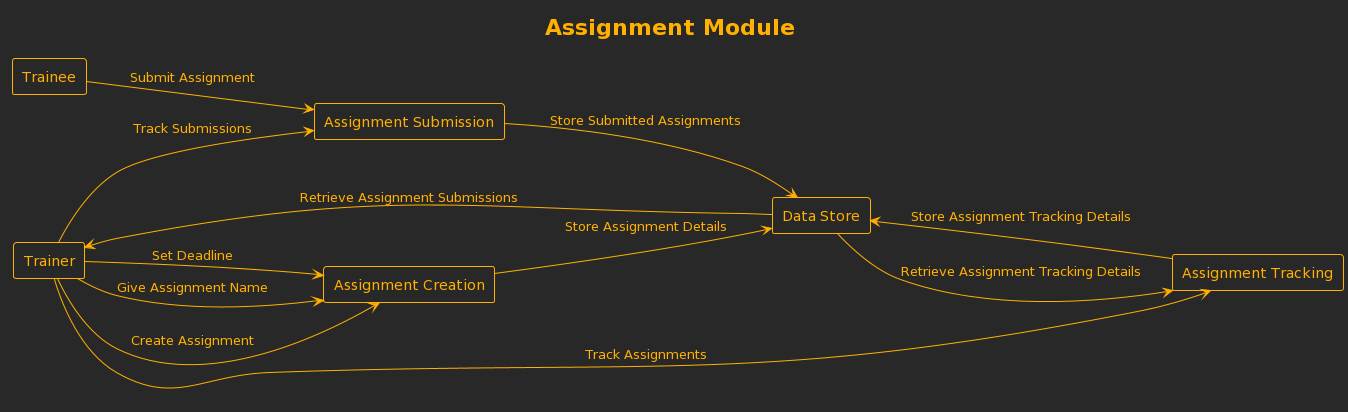 Assignment Module
Trainee
Submit Assignment
Assignment Submission
Track Submissions
Store Submitted Assignments
Retrieve Assignment Submissions
Data Store
Store Assignment Tracking Details
Store Assignment Details
Trainer
Set Deadline
Retrieve Assignment Tracking Details
Assignment Tracking
Give Assignment Name
Assignment Creation
Create Assignment
Track Assignments